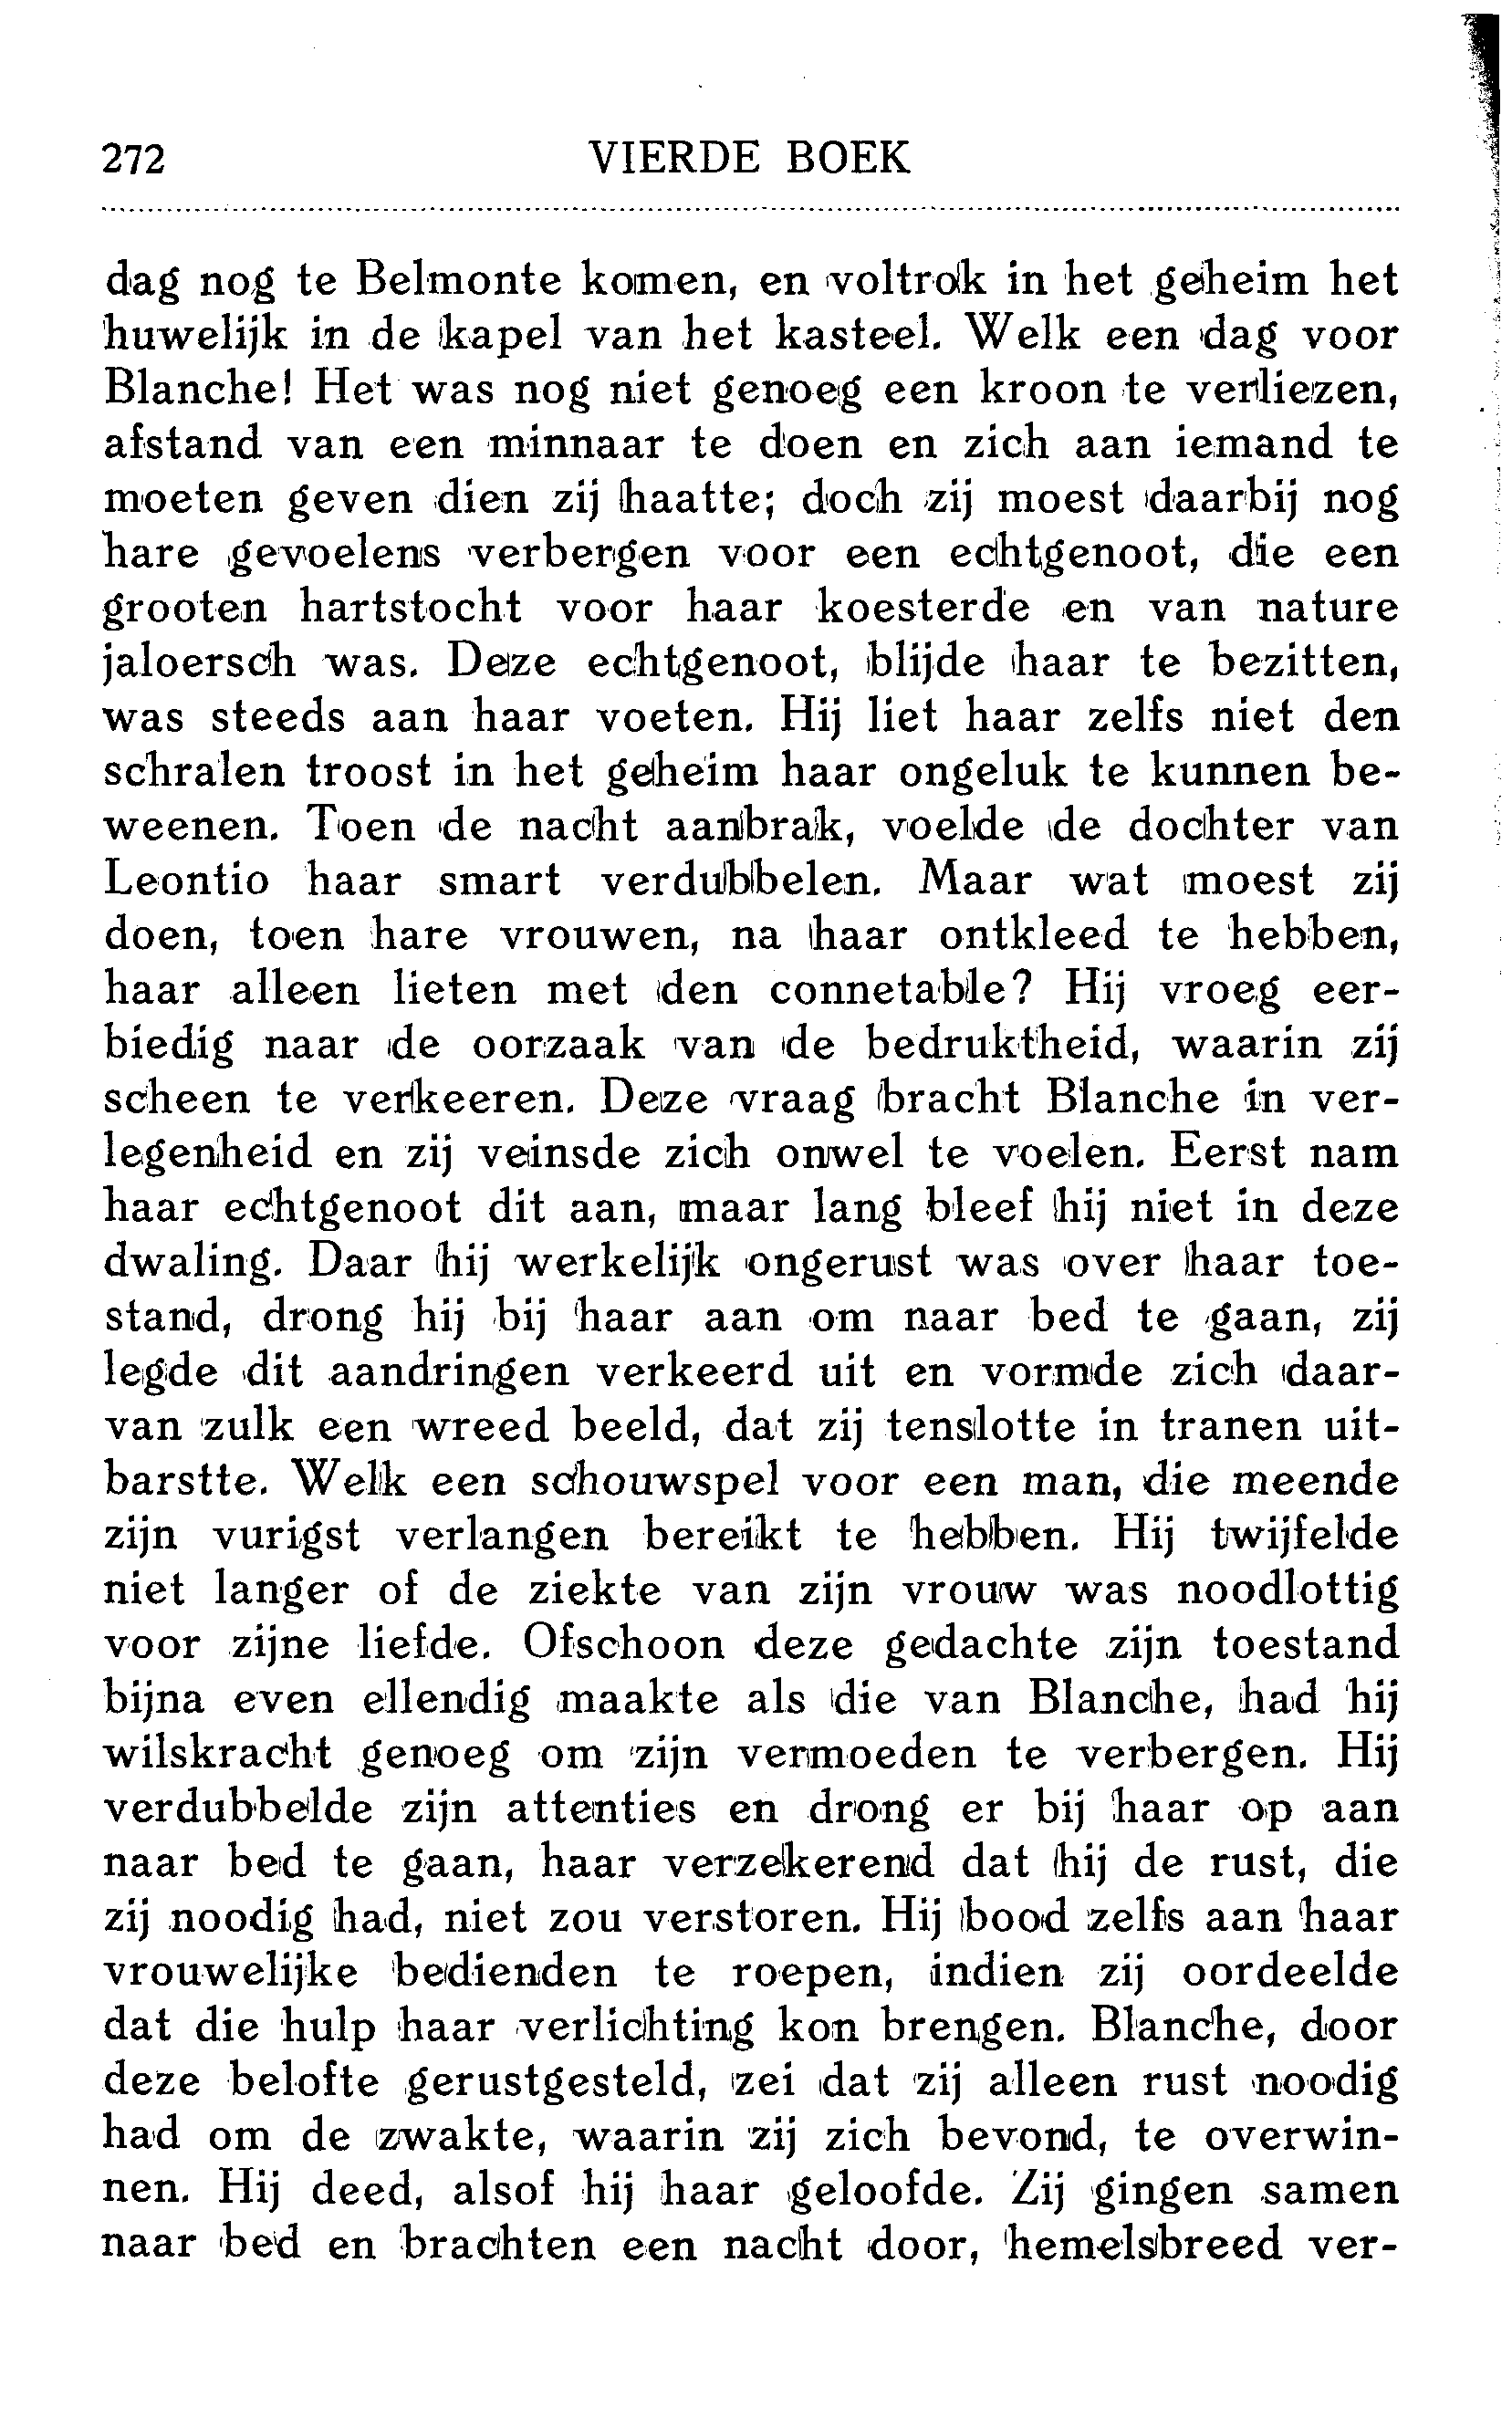 272 VIERDE BOEK
dag nog te Belmonte komen, en voltrok in het geheim het
huwelijk in de kapel van het kasteel. Welk een dag voor
Blanche! Het was nog niet genoeg een kroon te verliezen,
afstand van een minnaar te doen en zich aan iemand te
moeten geven dien zij haatte; doch zij moest daarbij nog
hare gevoelens verbergen voor een echtgenoot, die een
grooten hartstocht voor haar koesterde en van nature
jaloersch was. Deze echtgenoot, blijde haar te bezitten,
was steeds aan haar voeten. Hij liet haar zelfs niet den
schralen troost in het geheim haar ongeluk te kunnen be-
weenen. Toen de nacht aanbrak, voelde de dochter van
Leontio haar smart verdubbelen. Maar wat moest zij
doen, toen hare vrouwen, na haar ontkleed te hebben,
haar alleen lieten met den connetable? Hij vroeg eer-
biedig naar de oorzaak van de bedruktheid, waarin zij
scheen te verkeeren. Deze vraag bracht Blanche in ver-
legenheid en zij veinsde zich onwel te voelen. Eerst nam
haar echtgenoot dit aan, maar lang bleef hij niet in deze
dwaling. Daar hij werkelijk ongerust was over haar toe-
stand, drong hij bij haar aan om naar bed te gaan, zij
legde dit aandringen verkeerd uit en vormde zich daar-
van zulk een wreed beeld, dat zij tenslotte in tranen uit-
barstte. Welk een schouwspel voor een man, die meende
zijn vurigst verlangen bereikt te hebben. Hij twijfelde
niet langer of de ziekte van zijn vrouw was noodlottig
voor zijne liefde. Ofschoon deze gedachte zijn toestand
bijna even ellendig maakte als die van Blanche, had hij
wilskracht genoeg om zijn vermoeden te verbergen. Hij
verdubbelde zijn attenties en drong er bij haar op aan
naar bed te gaan, haar verzekerend dat hij de rust, die
zij noodig had, niet zou verstoren. Hij bood zelfs aan haar
vrouwelijke bedienden te roepen, indien zij oordeelde
dat die hulp haar verlichting kon brengen. Blanche, door
deze belofte gerustgesteld, zei dat zij alleen rust noodig
had om de zwakte, waarin zij zich bevond, te overwin-
nen. Hij deed, alsof hij haar geloofde. Zij gingen samen
naar bed en brachten een nacht door, hemelsbreed ver-